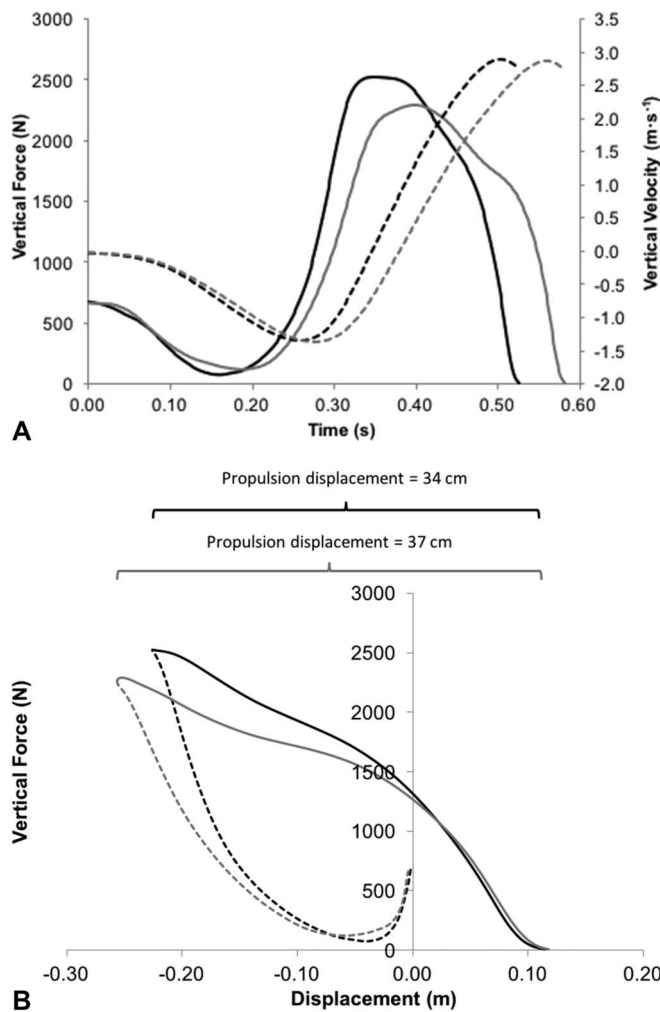 3000
2500
2000
1500
1000
500
0
Vertical Force (N)
3.5
3.0
2.5
2.0
1.5
1.0
0.5
0.0
-0.5
-1.0
-1.5
-2.0
Vertical Velocity (m·s⁻¹)
0.00 0.10 0.20 0.30 0.40 0.50 0.60
Time (s)
A
Propulsion displacement = 34 cm
Propulsion displacement = 37 cm
Vertical Force (N)
3000
2500
2000
1500
1000
500
0
-0.30 -0.20 -0.10 0.00 0.10 0.20
Displacement (m)
B